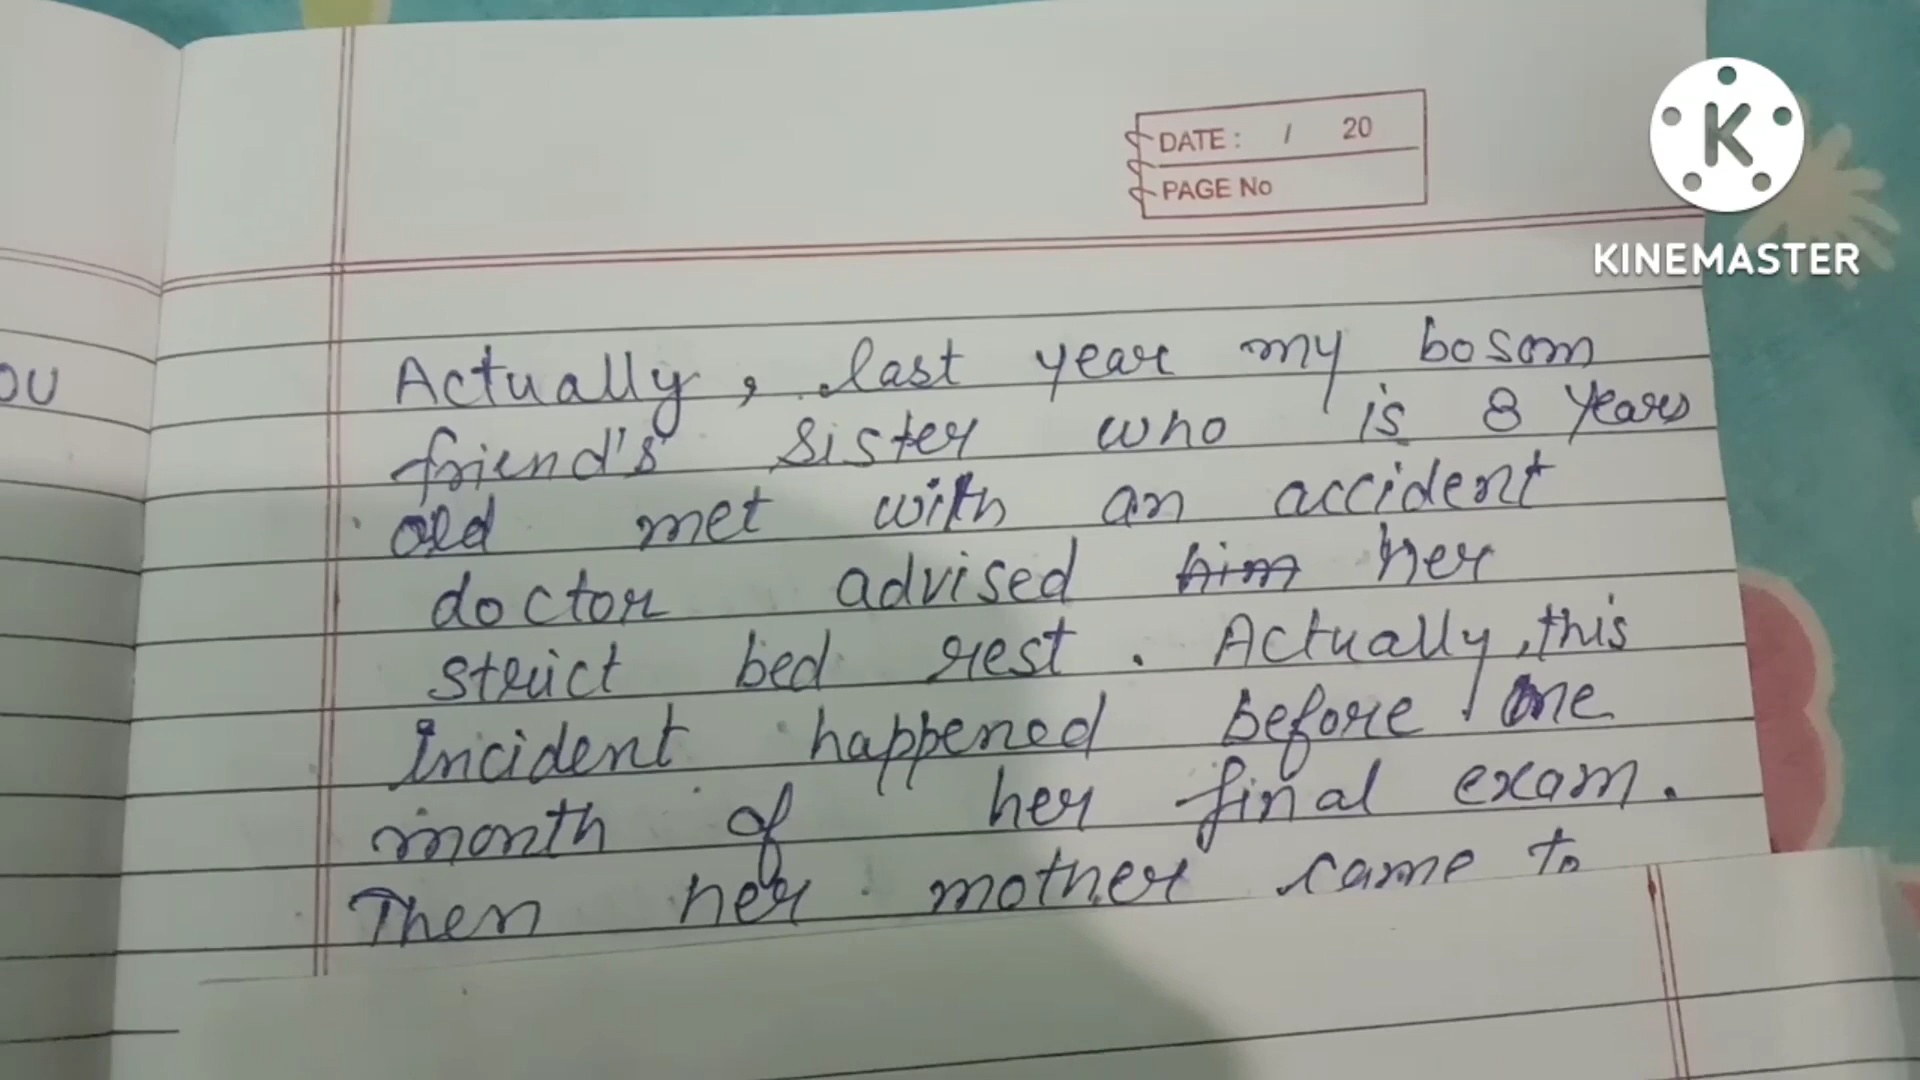 DATE: / 20
PAGE No
K
KINEMASTER
OU
Actually, last year my bosom
friend's sister who is 8 years
old met with an accident
doctor advised him her
strict bed rest. Actually, this
incident happened before one
month of her final exam.
Then her mother came to